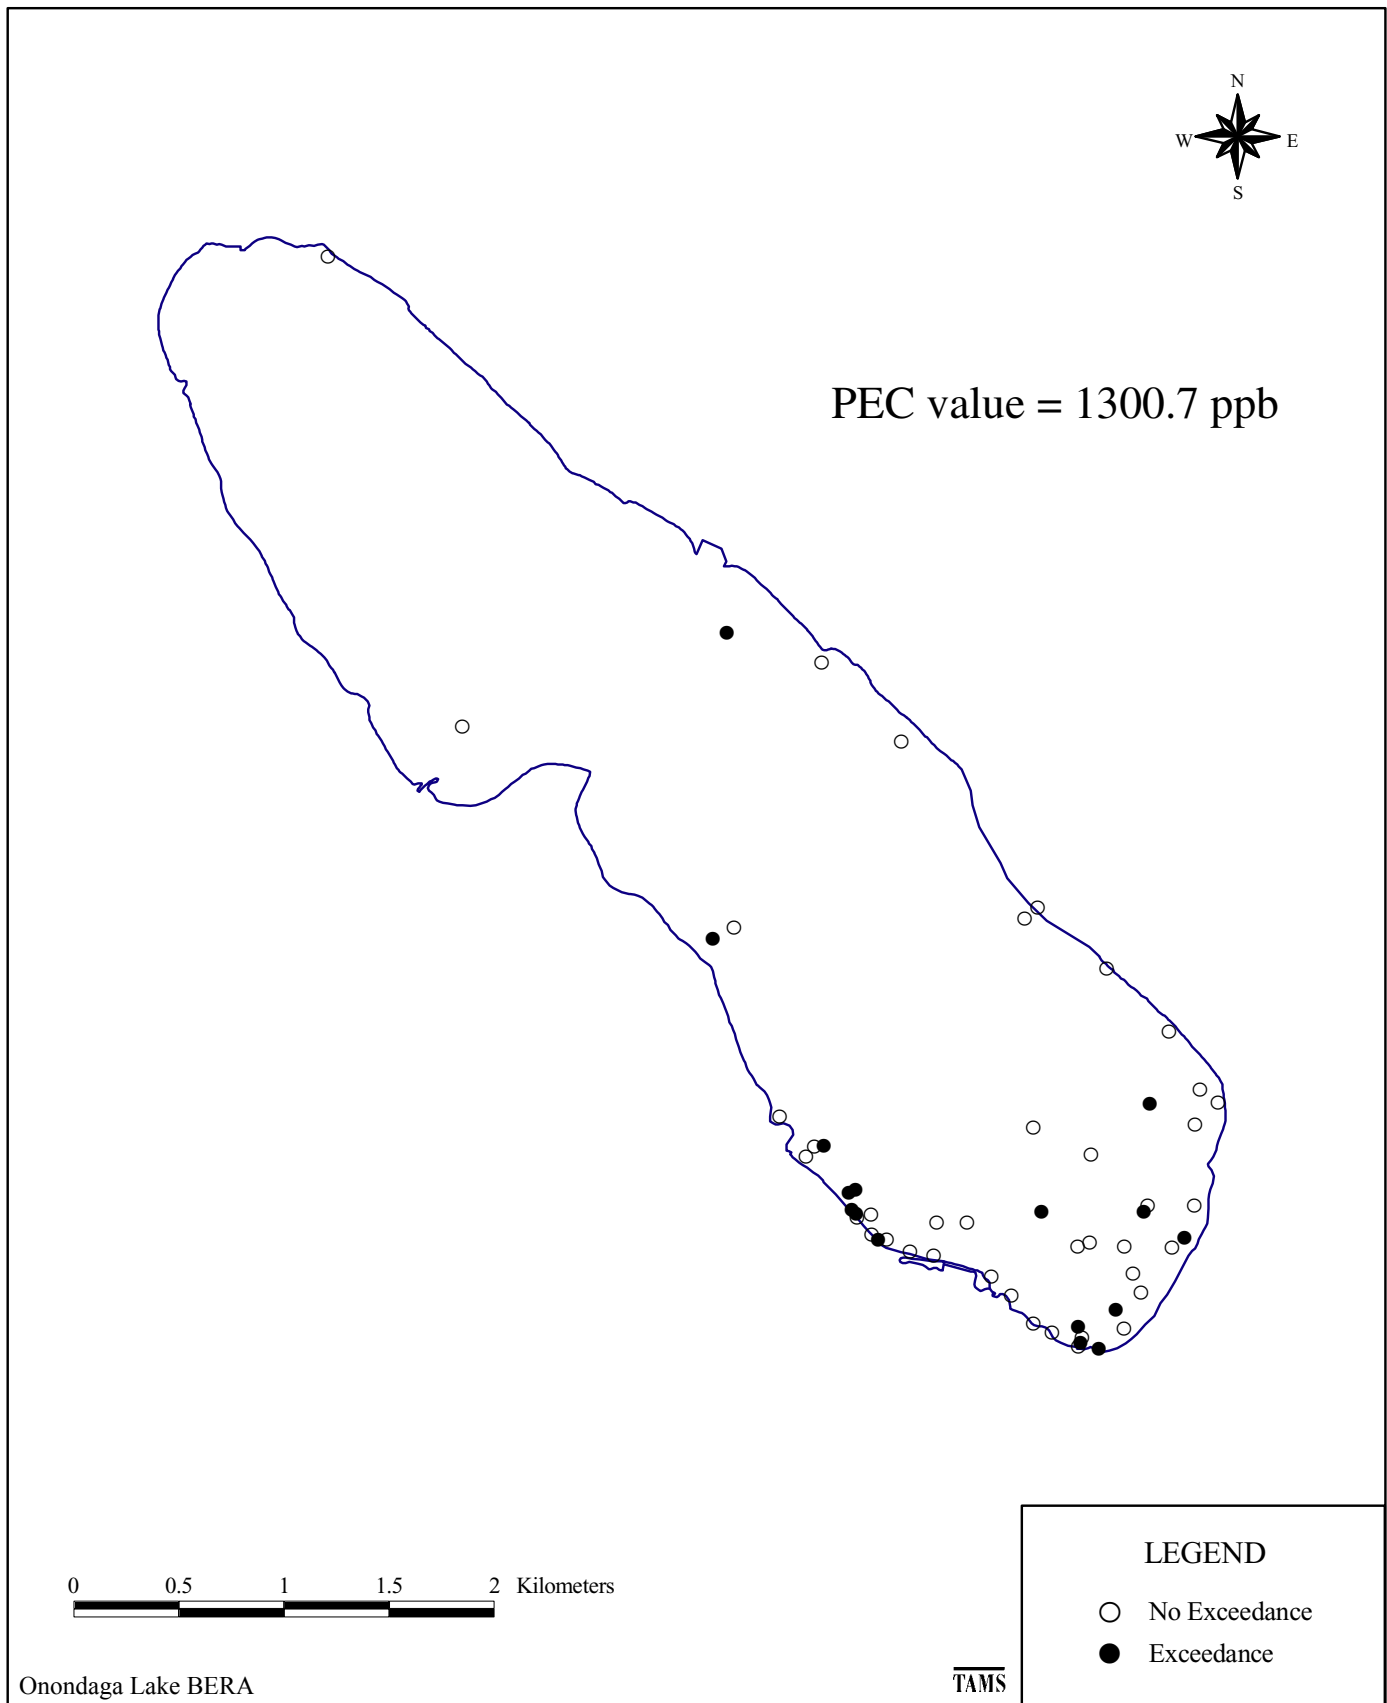 N
W E
S
PEC value = 1300.7 ppb
0 0.5 1 1.5 2 Kilometers
LEGEND
No Exceedance
Exceedance
Onondaga Lake BERA
TAMS